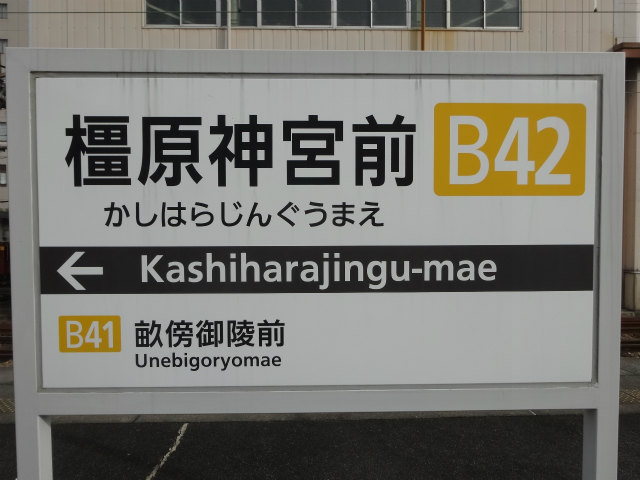 橿原神宮前 B42
かしはらじんぐうまえ
← Kashiharajingu-mae
B41 畝傍御陵前
Unebigoryomae